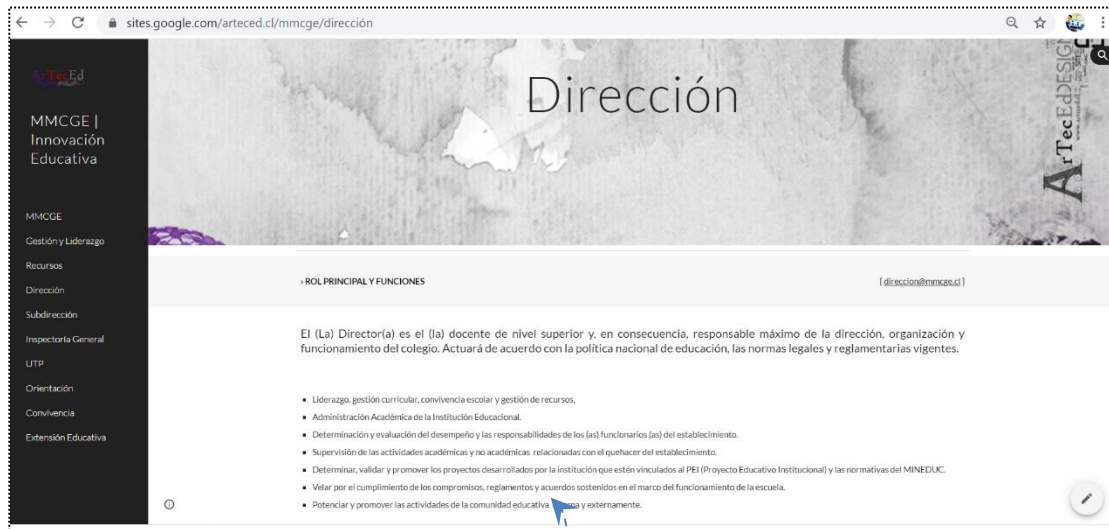 sites.google.com/arteced.cl/mmcge/dirección
ArTecEd
MMCGE |
Innovación
Educativa
MMCGE
Gestión y Liderazgo
Recursos
Dirección
Subdirección
Inspectoría General
UTP
Orientación
Convivencia
Extensión Educativa
Dirección
ArTecEdDESIGN
› ROL PRINCIPAL Y FUNCIONES
[ direccion@mmcge.cl ]
El (La) Director(a) es el (la) docente de nivel superior y, en consecuencia, responsable máximo de la dirección, organización y
funcionamiento del colegio. Actuará de acuerdo con la política nacional de educación, las normas legales y reglamentarias vigentes.
▪ Liderazgo, gestión curricular, convivencia escolar y gestión de recursos.
▪ Administración Académica de la Institución Educacional.
▪ Determinación y evaluación del desempeño y las responsabilidades de los (as) funcionarios (as) del establecimiento.
▪ Supervisión de las actividades académicas y no académicas relacionadas con el quehacer del establecimiento.
▪ Determinar, validar y promover los proyectos desarrollados por la institución que estén vinculados al PEI (Proyecto Educativo Institucional) y las normativas del MINEDUC.
▪ Velar por el cumplimiento de los compromisos, reglamentos y acuerdos sostenidos en el marco del funcionamiento de la escuela.
▪ Potenciar y promover las actividades de la comunidad educativa y externamente.